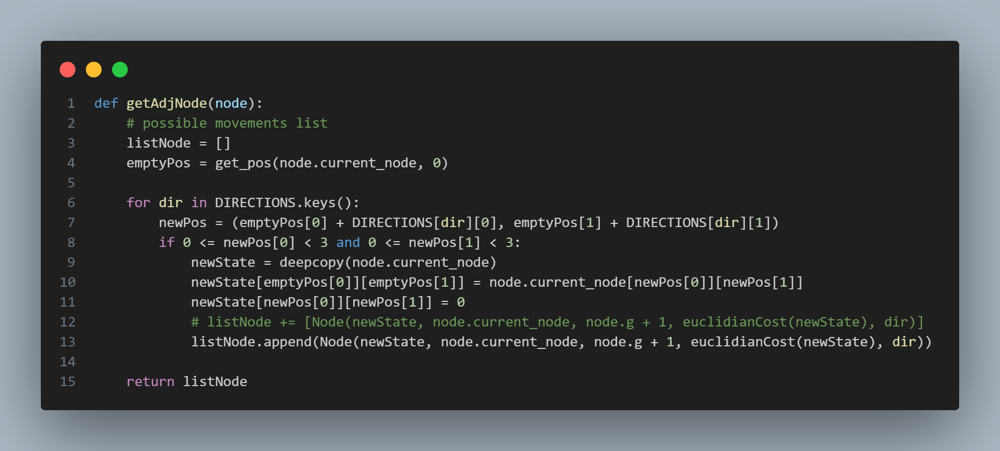 1 def getAdjNode(node):
2     # possible movements list
3     listNode = []
4     emptyPos = get_pos(node.current_node, 0)
5
6     for dir in DIRECTIONS.keys():
7         newPos = (emptyPos[0] + DIRECTIONS[dir][0], emptyPos[1] + DIRECTIONS[dir][1])
8         if 0 <= newPos[0] < 3 and 0 <= newPos[1] < 3:
9             newState = deepcopy(node.current_node)
10             newState[emptyPos[0]][emptyPos[1]] = node.current_node[newPos[0]][newPos[1]]
11             newState[newPos[0]][newPos[1]] = 0
12             # listNode += [Node(newState, node.current_node, node.g + 1, euclidianCost(newState), dir)]
13             listNode.append(Node(newState, node.current_node, node.g + 1, euclidianCost(newState), dir))
14
15     return listNode